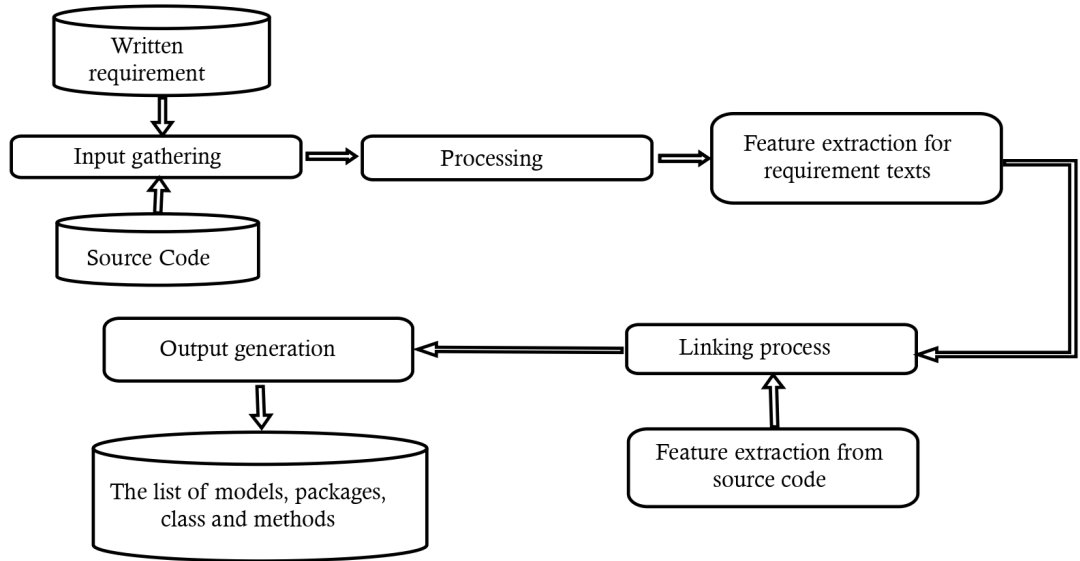 Written
requirement
Input gathering
Processing
Feature extraction for
requirement texts
Source Code
Output generation
Linking process
Feature extraction from
source code
The list of models, packages,
class and methods